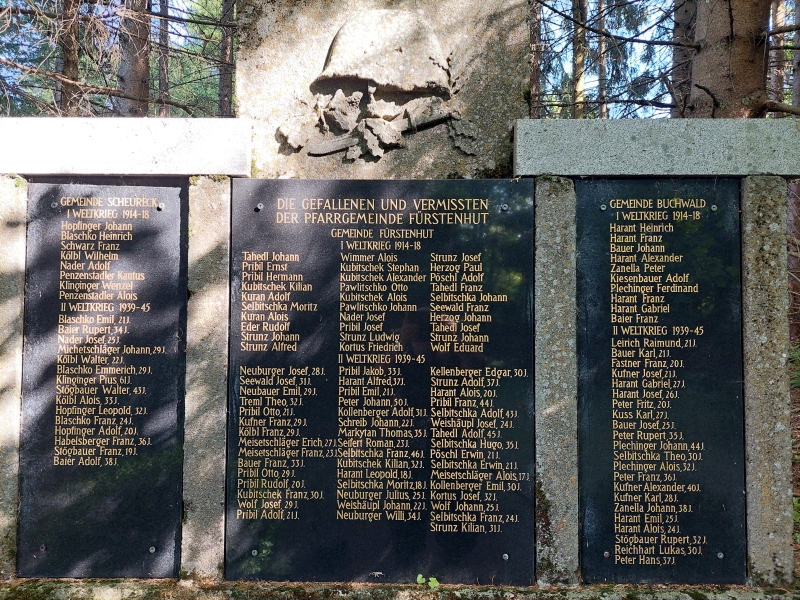 GEMEINDE SCHEURECK
I WELTKRIEG 1914-18
Hopfinger Johann
Blaschko Heinrich
Schwarz Franz
Kölbl Wilhelm
Nader Adolf
Penzenstadler Kantus
Klinginger Wenzel
Penzenstadler Alois
II WELTKRIEG 1939-45
Blaschko Emil, 21J.
Baier Rupert, 34J.
Nader Josef, 25J.
Michetschläger Johann, 29J.
Kölbl Walter, 22J.
Blaschko Emmerich, 29J.
Klinginger Pius, 61J.
Stögbauer Walter, 43J.
Kölbl Alois, 33J.
Hopfinger Leopold, 32J.
Blaschko Franz, 24J.
Hopfinger Adolf, 20J.
Habelsberger Franz, 36J.
Stögbauer Franz, 19J.
Baier Adolf, 38J.
DIE GEFALLENEN UND VERMISSTEN
DER PFARRGEMEINDE FÜRSTENHUT
GEMEINDE FÜRSTENHUT
I WELTKRIEG 1914-18
Tahedl Johann
Pribil Ernst
Pribil Hermann
Kubitschek Kilian
Kuran Adolf
Selbitschka Moritz
Kuran Alois
Eder Rudolf
Strunz Johann
Strunz Alfred
Wimmer Alois
Kubitschek Stephan
Kubitschek Alexander
Pawlitschko Otto
Kubitschek Alois
Pawlitschko Johann
Nader Josef
Pribil Josef
Strunz Ludwig
Kortus Friedrich
Strunz Josef
Herzog Paul
Pöschl Adolf
Tahedl Franz
Selbitschka Johann
Seewald Franz
Herzog Johann
Tahedl Josef
Strunz Johann
Wolf Eduard
II WELTKRIEG 1939-45
Neuburger Josef, 28J.
Seewald Josef, 31J.
Neubauer Emil, 29J.
Treml Theo, 32J.
Pribil Otto, 21J.
Kufner Franz, 29J.
Kölbl Franz, 29J.
Meisetschläger Erich, 27J.
Meisetschläger Franz, 23J.
Bauer Franz, 33J.
Pribil Otto, 29J.
Pribil Rudolf, 20J.
Kubitschek Franz, 30J.
Wolf Josef, 29J.
Pribil Adolf, 21J.
Pribil Jakob, 33J.
Harant Alfred, 37J.
Pribil Emil, 21J.
Peter Johann, 30J.
Kollenberger Adolf, 31J.
Schreib Johann, 22J.
Markytan Thomas, 35J.
Seifert Roman, 23J.
Selbitschka Franz, 46J.
Kubitschek Kilian, 32J.
Harant Leopold, 18J.
Selbitschka Moritz, 18J.
Neuburger Julius, 25J.
Weishäupl Johann, 22J.
Neuburger Willi, 34J.
Kellenberger Edgar, 30J.
Strunz Adolf, 37J.
Harant Alois, 20J.
Pribil Franz, 44J.
Selbitschka Adolf, 43J.
Weishäupl Josef, 24J.
Tahedl Adolf, 45J.
Selbitschka Hugo, 35J.
Pöschl Erwin, 21J.
Selbitschka Erwin, 21J.
Meisetschläger Alois, 17J.
Kollenberger Emil, 30J.
Kortus Josef, 32J.
Wolf Johann, 25J.
Selbitschka Franz, 24J.
Strunz Kilian, 31J.
GEMEINDE BUCHWALD
I WELTKRIEG 1914-18
Harant Heinrich
Harant Franz
Bauer Johann
Harant Alexander
Zanella Peter
Kiesenbauer Adolf
Plechinger Ferdinand
Harant Franz
Harant Gabriel
Baier Franz
II WELTKRIEG 1939-45
Leirich Raimund, 21J.
Bauer Karl, 21J.
Fastner Franz, 20J.
Kufner Josef, 21J.
Harant Gabriel, 27J.
Harant Josef, 26J.
Peter Fritz, 20J.
Kuss Karl, 27J.
Bauer Josef, 25J.
Peter Rupert, 35J.
Plechinger Johann, 44J.
Selbitschka Theo, 30J.
Plechinger Alois, 32J.
Peter Franz, 36J.
Kufner Alexander, 40J.
Kufner Karl, 28J.
Zanella Johann, 38J.
Harant Emil, 25J.
Harant Alois, 24J.
Stögbauer Rupert, 32J.
Reichhart Lukas, 30J.
Peter Hans, 37J.